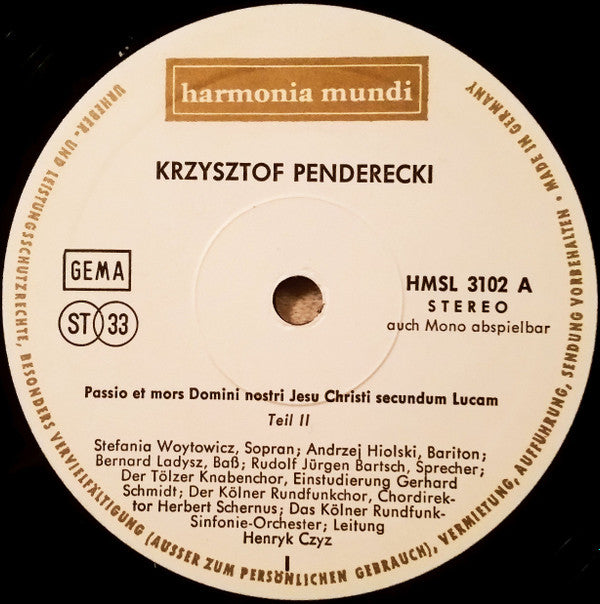 harmonia mundi
KRZYSZTOF PENDERECKI
GEMA
ST 33
HMSL 3102 A
STEREO
auch Mono abspielbar
Passio et mors Domini nostri Jesu Christi secundum Lucam
Teil II
Stefania Woytowicz, Sopran; Andrzej Hiolski, Bariton;
Bernard Ladysz, Baß; Rudolf Jürgen Bartsch, Sprecher;
Der Tölzer Knabenchor, Einstudierung Gerhard
Schmidt; Der Kölner Rundfunkchor, Chordirek-
tor Herbert Schernus; Das Kölner Rundfunk-
Sinfonie-Orchester; Leitung
Henryk Czyz
I
URHEBER- UND LEISTUNGSSCHUTZRECHTE, BESONDERS VERVIELFÄLTIGUNG (AUSSER ZUM PERSÖNLICHEN GEBRAUCH), VERMIETUNG, AUFFÜHRUNG, SENDUNG VORBEHALTEN • MADE IN GERMANY